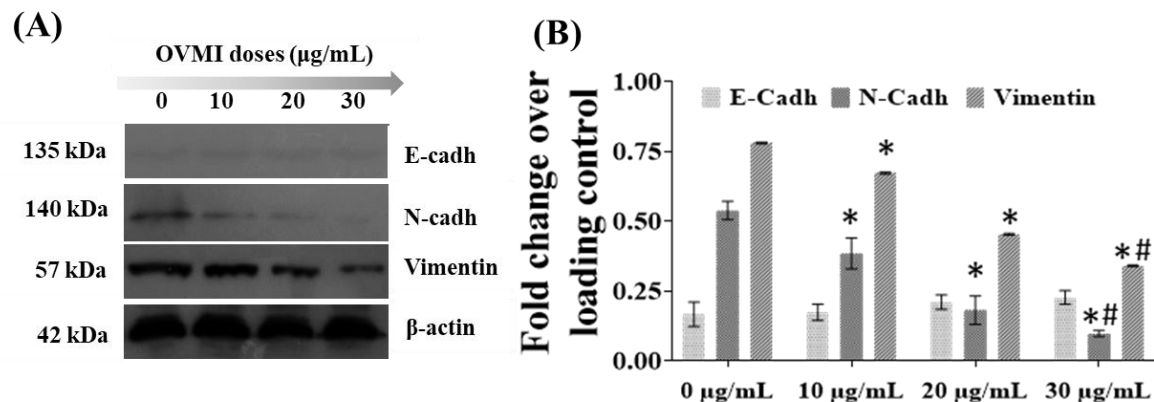 (A)
OVMI doses (µg/mL)
0 10 20 30
135 kDa E-cadh
140 kDa N-cadh
57 kDa Vimentin
42 kDa β-actin
(B)
Fold change over
loading control
1.00
0.75
0.50
0.25
0.00
E-Cadh N-Cadh Vimentin
*
*
*
*
*#
*#
0 µg/mL 10 µg/mL 20 µg/mL 30 µg/mL